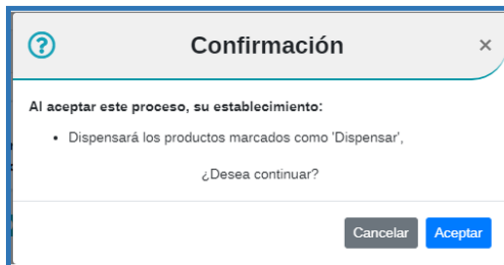 Confirmación
×
Al aceptar este proceso, su establecimiento:
• Dispensará los productos marcados como 'Dispensar',
¿Desea continuar?
Cancelar Aceptar